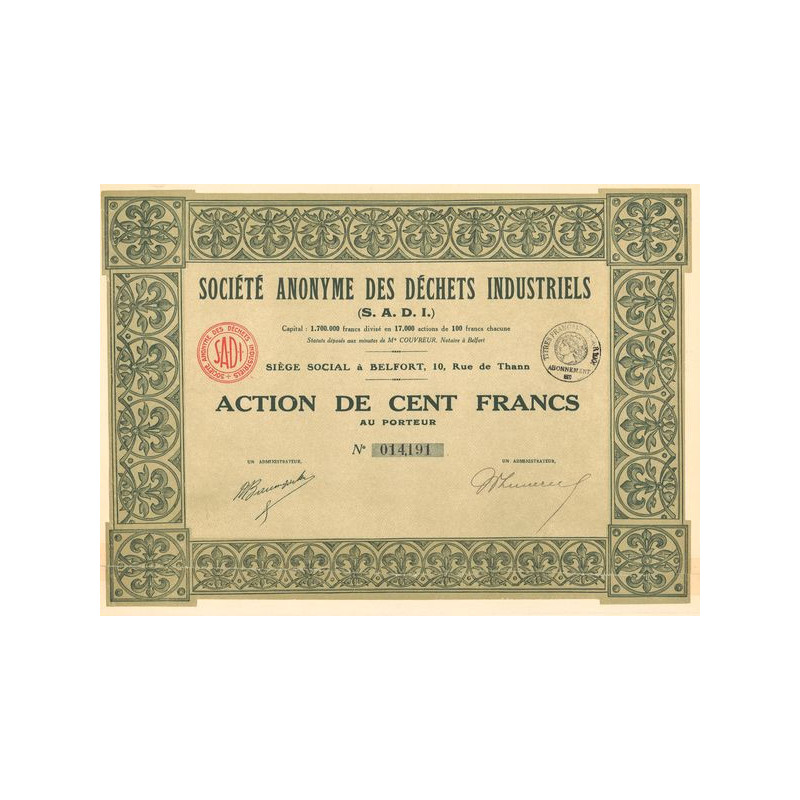 SOCIÉTÉ ANONYME DES DÉCHETS INDUSTRIELS
(S. A. D. I.)
Capital : 1.700.000 francs divisé en 17.000 actions de 100 francs chacune
Statuts déposés aux minutes de Me COUVREUR, Notaire à Belfort
SOCIÉTÉ ANONYME DES DÉCHETS INDUSTRIELS
SADI
TITRES
ABONNEMENT
SIÈGE SOCIAL à BELFORT, 10, Rue de Thann
ACTION DE CENT FRANCS
AU PORTEUR
No 014,191
UN ADMINISTRATEUR,
UN ADMINISTRATEUR,